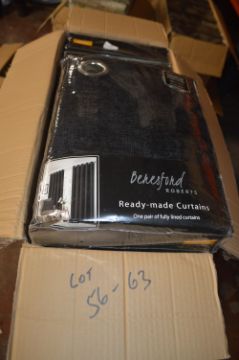 Beresford
ROBERTS
Ready-made Curtains
One pair of fully lined curtains
LOT
56-63